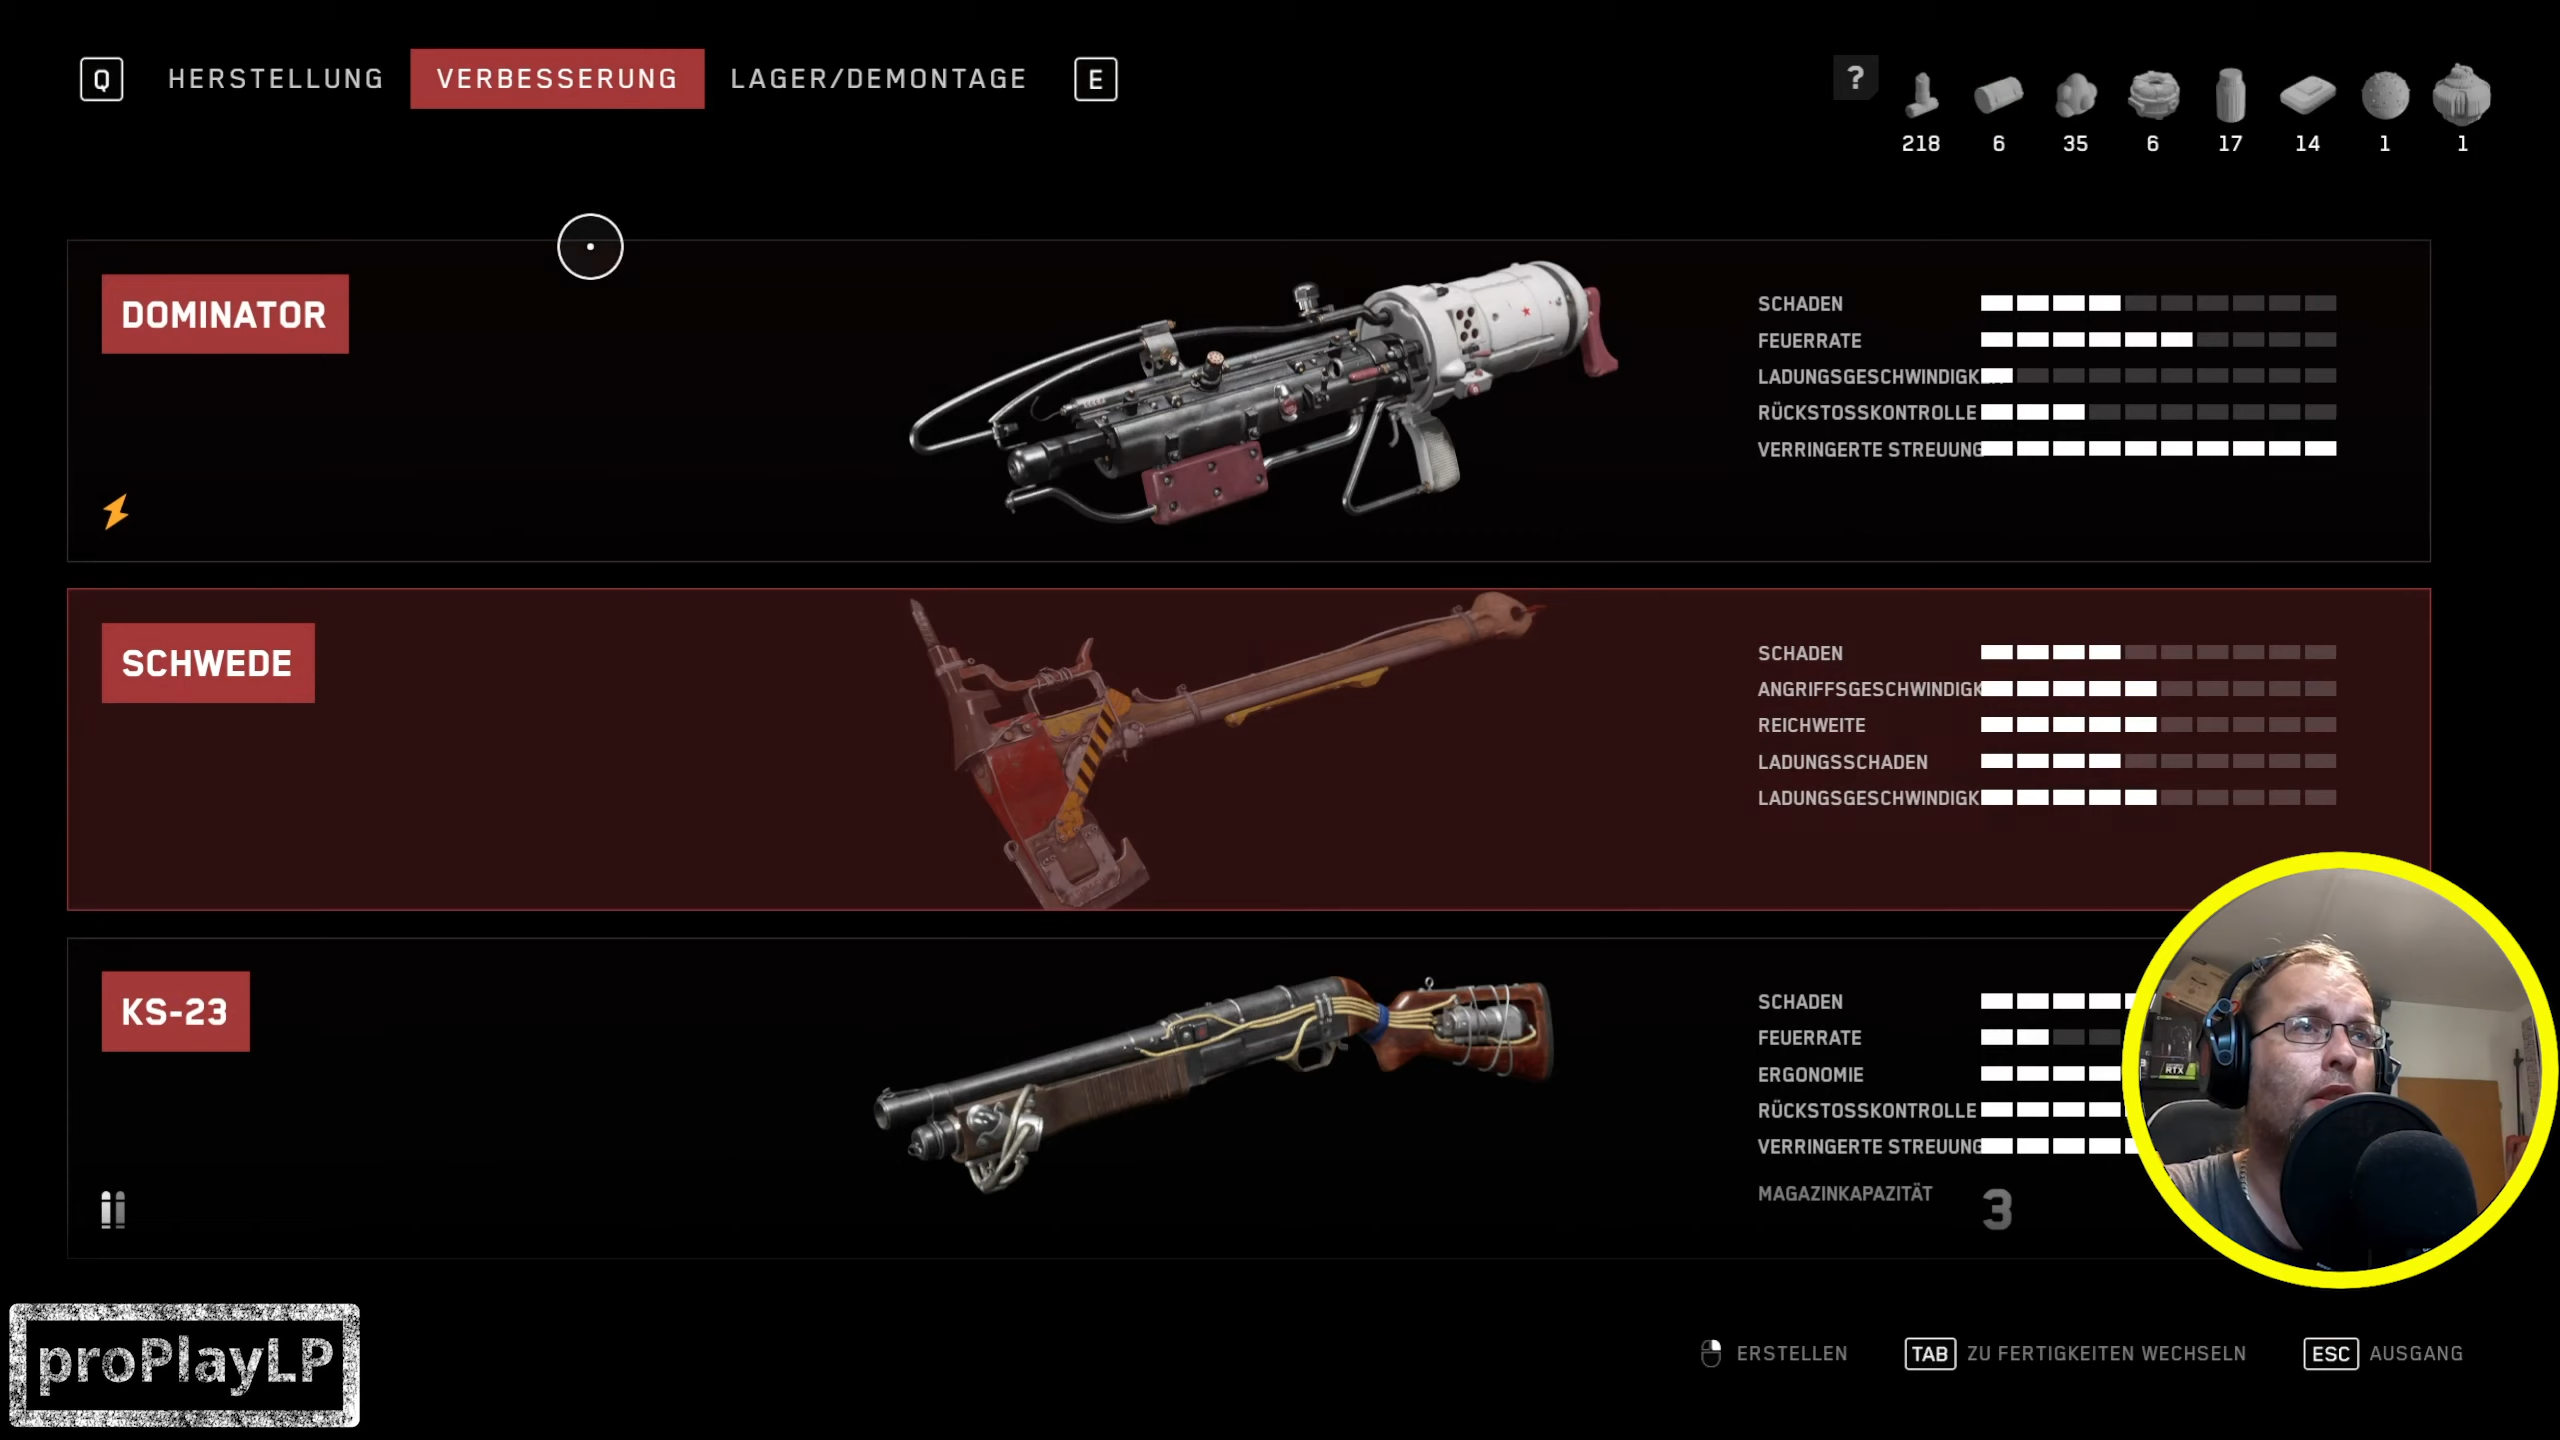 Q HERSTELLUNG VERBESSERUNG LAGER/DEMONTAGE E
?
218 6 35 6 17 14 1 1
DOMINATOR
SCHADEN
FEUERRATE
LADUNGSGESCHWINDIGK
RÜCKSTOSSKONTROLLE
VERRINGERTE STREUUNG
SCHWEDE
SCHADEN
ANGRIFFSGESCHWINDIGK
REICHWEITE
LADUNGSSCHADEN
LADUNGSGESCHWINDIGK
KS-23
SCHADEN
FEUERRATE
ERGONOMIE
RÜCKSTOSSKONTROLLE
VERRINGERTE STREUUNG
MAGAZINKAPAZITÄT 3
RTX
proPlayLP
ERSTELLEN TAB ZU FERTIGKEITEN WECHSELN ESC AUSGANG